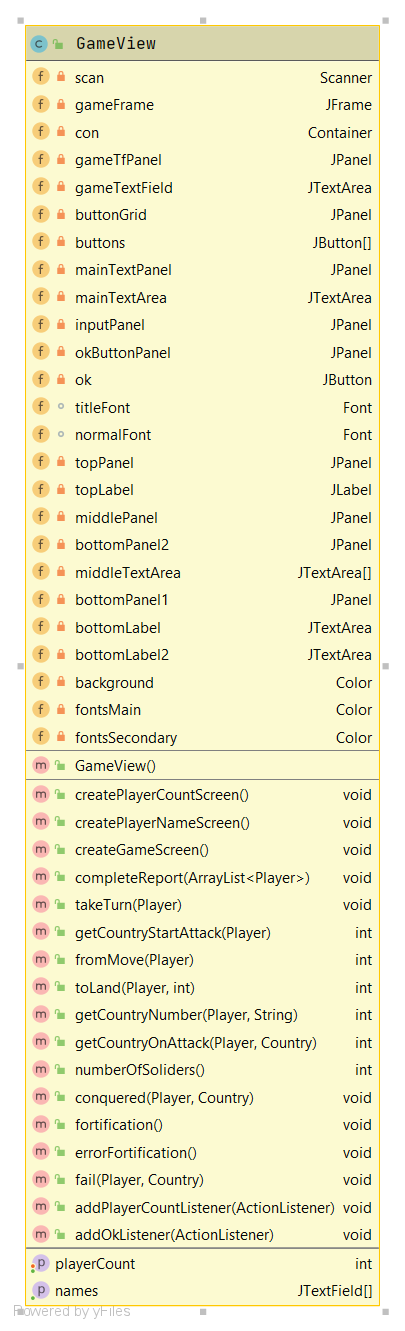 GameView
scan Scanner
gameFrame JFrame
con Container
gameTfPanel JPanel
gameTextField JTextArea
buttonGrid JPanel
buttons JButton[]
mainTextPanel JPanel
mainTextArea JTextArea
inputPanel JPanel
okButtonPanel JPanel
ok JButton
titleFont Font
normalFont Font
topPanel JPanel
topLabel JLabel
middlePanel JPanel
bottomPanel2 JPanel
middleTextArea JTextArea[]
bottomPanel1 JPanel
bottomLabel JTextArea
bottomLabel2 JTextArea
background Color
fontsMain Color
fontsSecondary Color
GameView()
createPlayerCountScreen() void
createPlayerNameScreen() void
createGameScreen() void
completeReport(ArrayList<Player>) void
takeTurn(Player) void
getCountryStartAttack(Player) int
fromMove(Player) int
toLand(Player, int) int
getCountryNumber(Player, String) int
getCountryOnAttack(Player, Country) int
numberOfSoliders() int
conquered(Player, Country) void
fortification() void
errorFortification() void
fail(Player, Country) void
addPlayerCountListener(ActionListener) void
addOkListener(ActionListener) void
playerCount int
names JTextField[]
Powered by yFiles